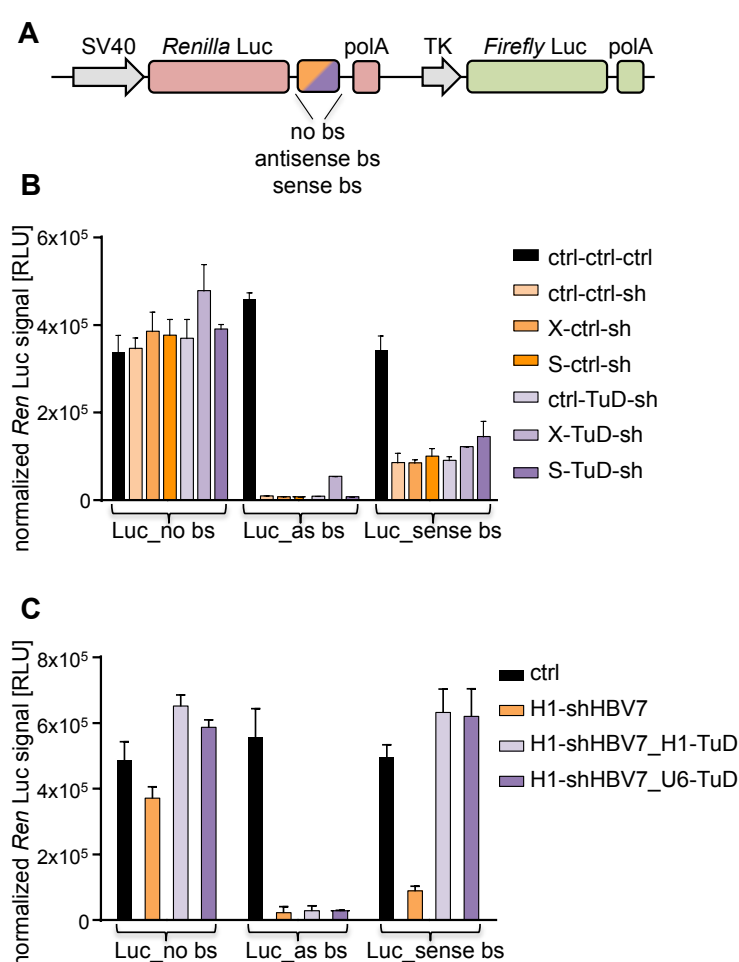 A
SV40 Renilla Luc polA TK Firefly Luc polA
no bs
antisense bs
sense bs
B
normalized Ren Luc signal [RLU]
6x10⁵
4x10⁵
2x10⁵
0
Luc_no bs Luc_as bs Luc_sense bs
ctrl-ctrl-ctrl
ctrl-ctrl-sh
X-ctrl-sh
S-ctrl-sh
ctrl-TuD-sh
X-TuD-sh
S-TuD-sh
C
normalized Ren Luc signal [RLU]
8x10⁵
6x10⁵
4x10⁵
2x10⁵
0
Luc_no bs Luc_as bs Luc_sense bs
ctrl
H1-shHBV7
H1-shHBV7_H1-TuD
H1-shHBV7_U6-TuD